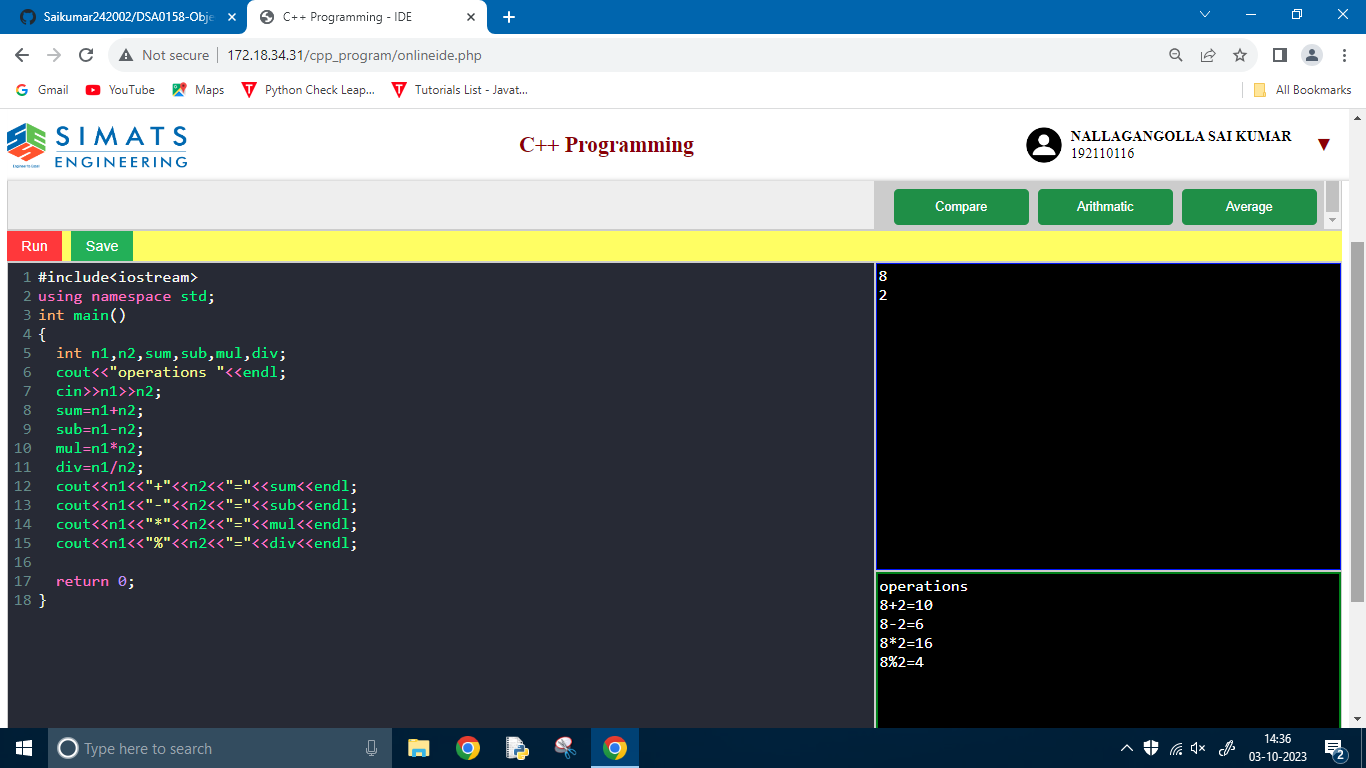 Saikumar242002/DSA0158-Obje
C++ Programming - IDE
Not secure
172.18.34.31/cpp_program/onlineide.php
Gmail
YouTube
Maps
Python Check Leap...
Tutorials List - Javat...
All Bookmarks
SIMATS
ENGINEERING
C++ Programming
NALLAGANGOLLA SAI KUMAR
192110116
Compare
Arithmatic
Average
Run
Save
1 #include<iostream>
2 using namespace std;
3 int main()
4 {
5   int n1,n2,sum,sub,mul,div;
6   cout<<"operations "<<endl;
7   cin>>n1>>n2;
8   sum=n1+n2;
9   sub=n1-n2;
10   mul=n1*n2;
11   div=n1/n2;
12   cout<<n1<<"+"<<n2<<"="<<sum<<endl;
13   cout<<n1<<"-"<<n2<<"="<<sub<<endl;
14   cout<<n1<<"*"<<n2<<"="<<mul<<endl;
15   cout<<n1<<"%"<<n2<<"="<<div<<endl;
16
17   return 0;
18 }
8
2
operations
8+2=10
8-2=6
8*2=16
8%2=4
Type here to search
14:36
03-10-2023
2